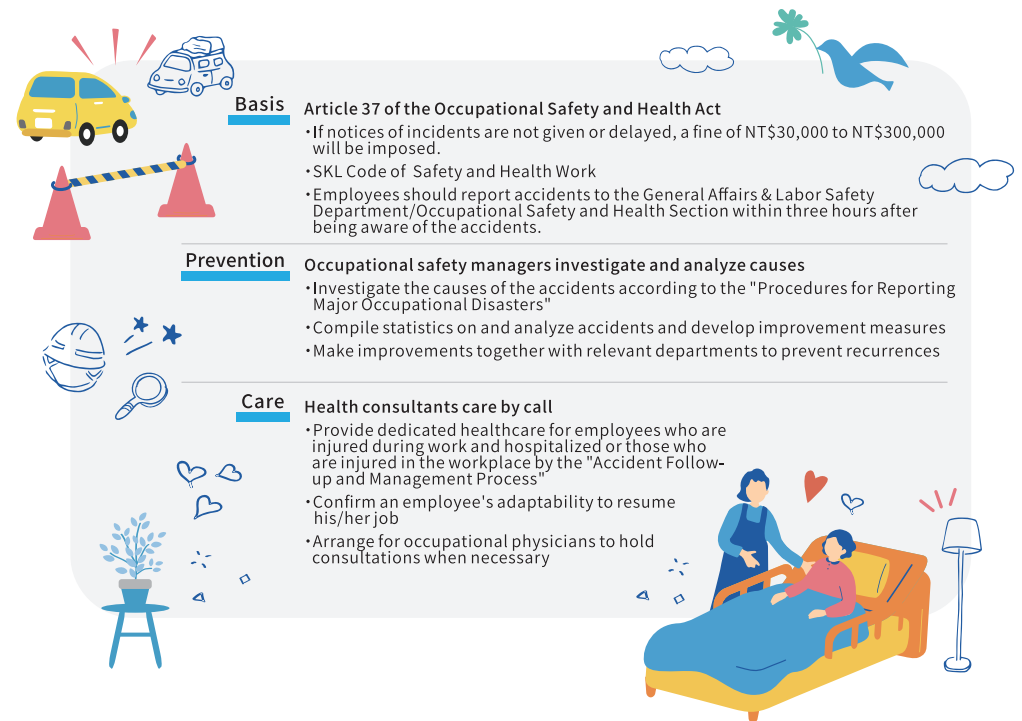 Basis
Article 37 of the Occupational Safety and Health Act
·If notices of incidents are not given or delayed, a fine of NT$30,000 to NT$300,000
will be imposed.
·SKL Code of Safety and Health Work
·Employees should report accidents to the General Affairs & Labor Safety
Department/Occupational Safety and Health Section within three hours after
being aware of the accidents.
Prevention
Occupational safety managers investigate and analyze causes
·Investigate the causes of the accidents according to the "Procedures for Reporting
Major Occupational Disasters"
·Compile statistics on and analyze accidents and develop improvement measures
·Make improvements together with relevant departments to prevent recurrences
Care
Health consultants care by call
·Provide dedicated healthcare for employees who are
injured during work and hospitalized or those who
are injured in the workplace by the "Accident Follow-
up and Management Process"
·Confirm an employee's adaptability to resume
his/her job
·Arrange for occupational physicians to hold
consultations when necessary